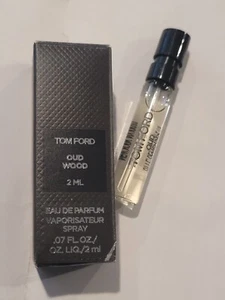 TOM FORD
OUD
WOOD
2 ML
EAU DE PARFUM
VAPORISATEUR
SPRAY
.07 FL.OZ./
OZ. LIQ./2 ml
TOM FORD